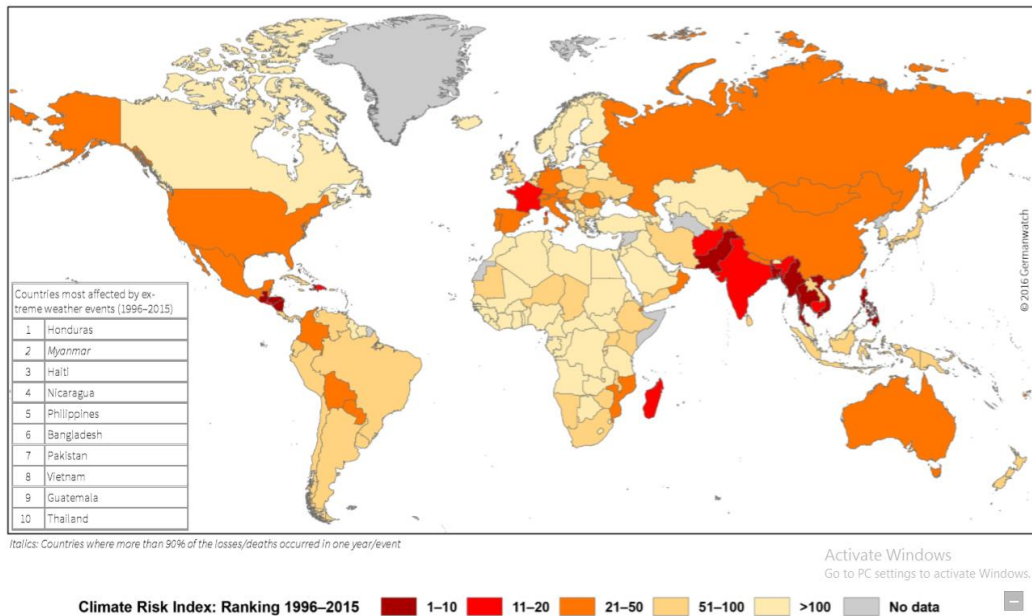 Countries most affected by ex-
treme weather events (1996–2015)
1 Honduras
2 Myanmar
3 Haiti
4 Nicaragua
5 Philippines
6 Bangladesh
7 Pakistan
8 Vietnam
9 Guatemala
10 Thailand
© 2016 Germanwatch
Italics: Countries where more than 90% of the losses/deaths occurred in one year/event
Activate Windows
Go to PC settings to activate Windows.
Climate Risk Index: Ranking 1996–2015 1–10 11–20 21–50 51–100 >100 No data